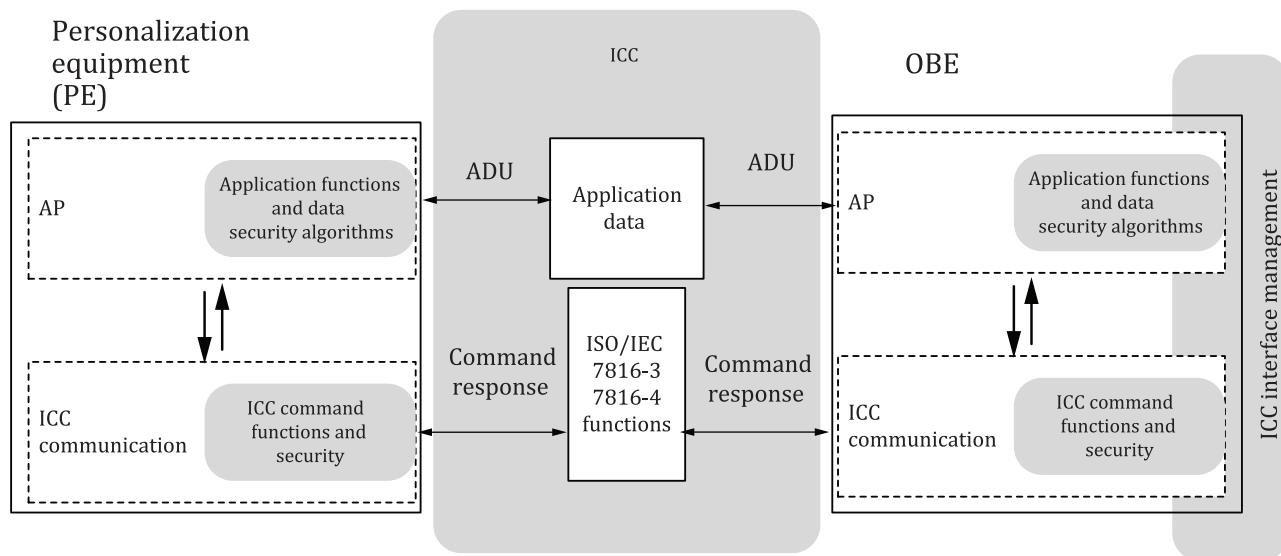 Personalization
equipment
(PE)
ICC
OBE
AP
Application functions
and data
security algorithms
ADU
Application
data
ADU
AP
Application functions
and data
security algorithms
ICC
communication
ICC command
functions and
security
Command
response
ISO/IEC
7816-3
7816-4
functions
Command
response
ICC
communication
ICC command
functions and
security
ICC interface management